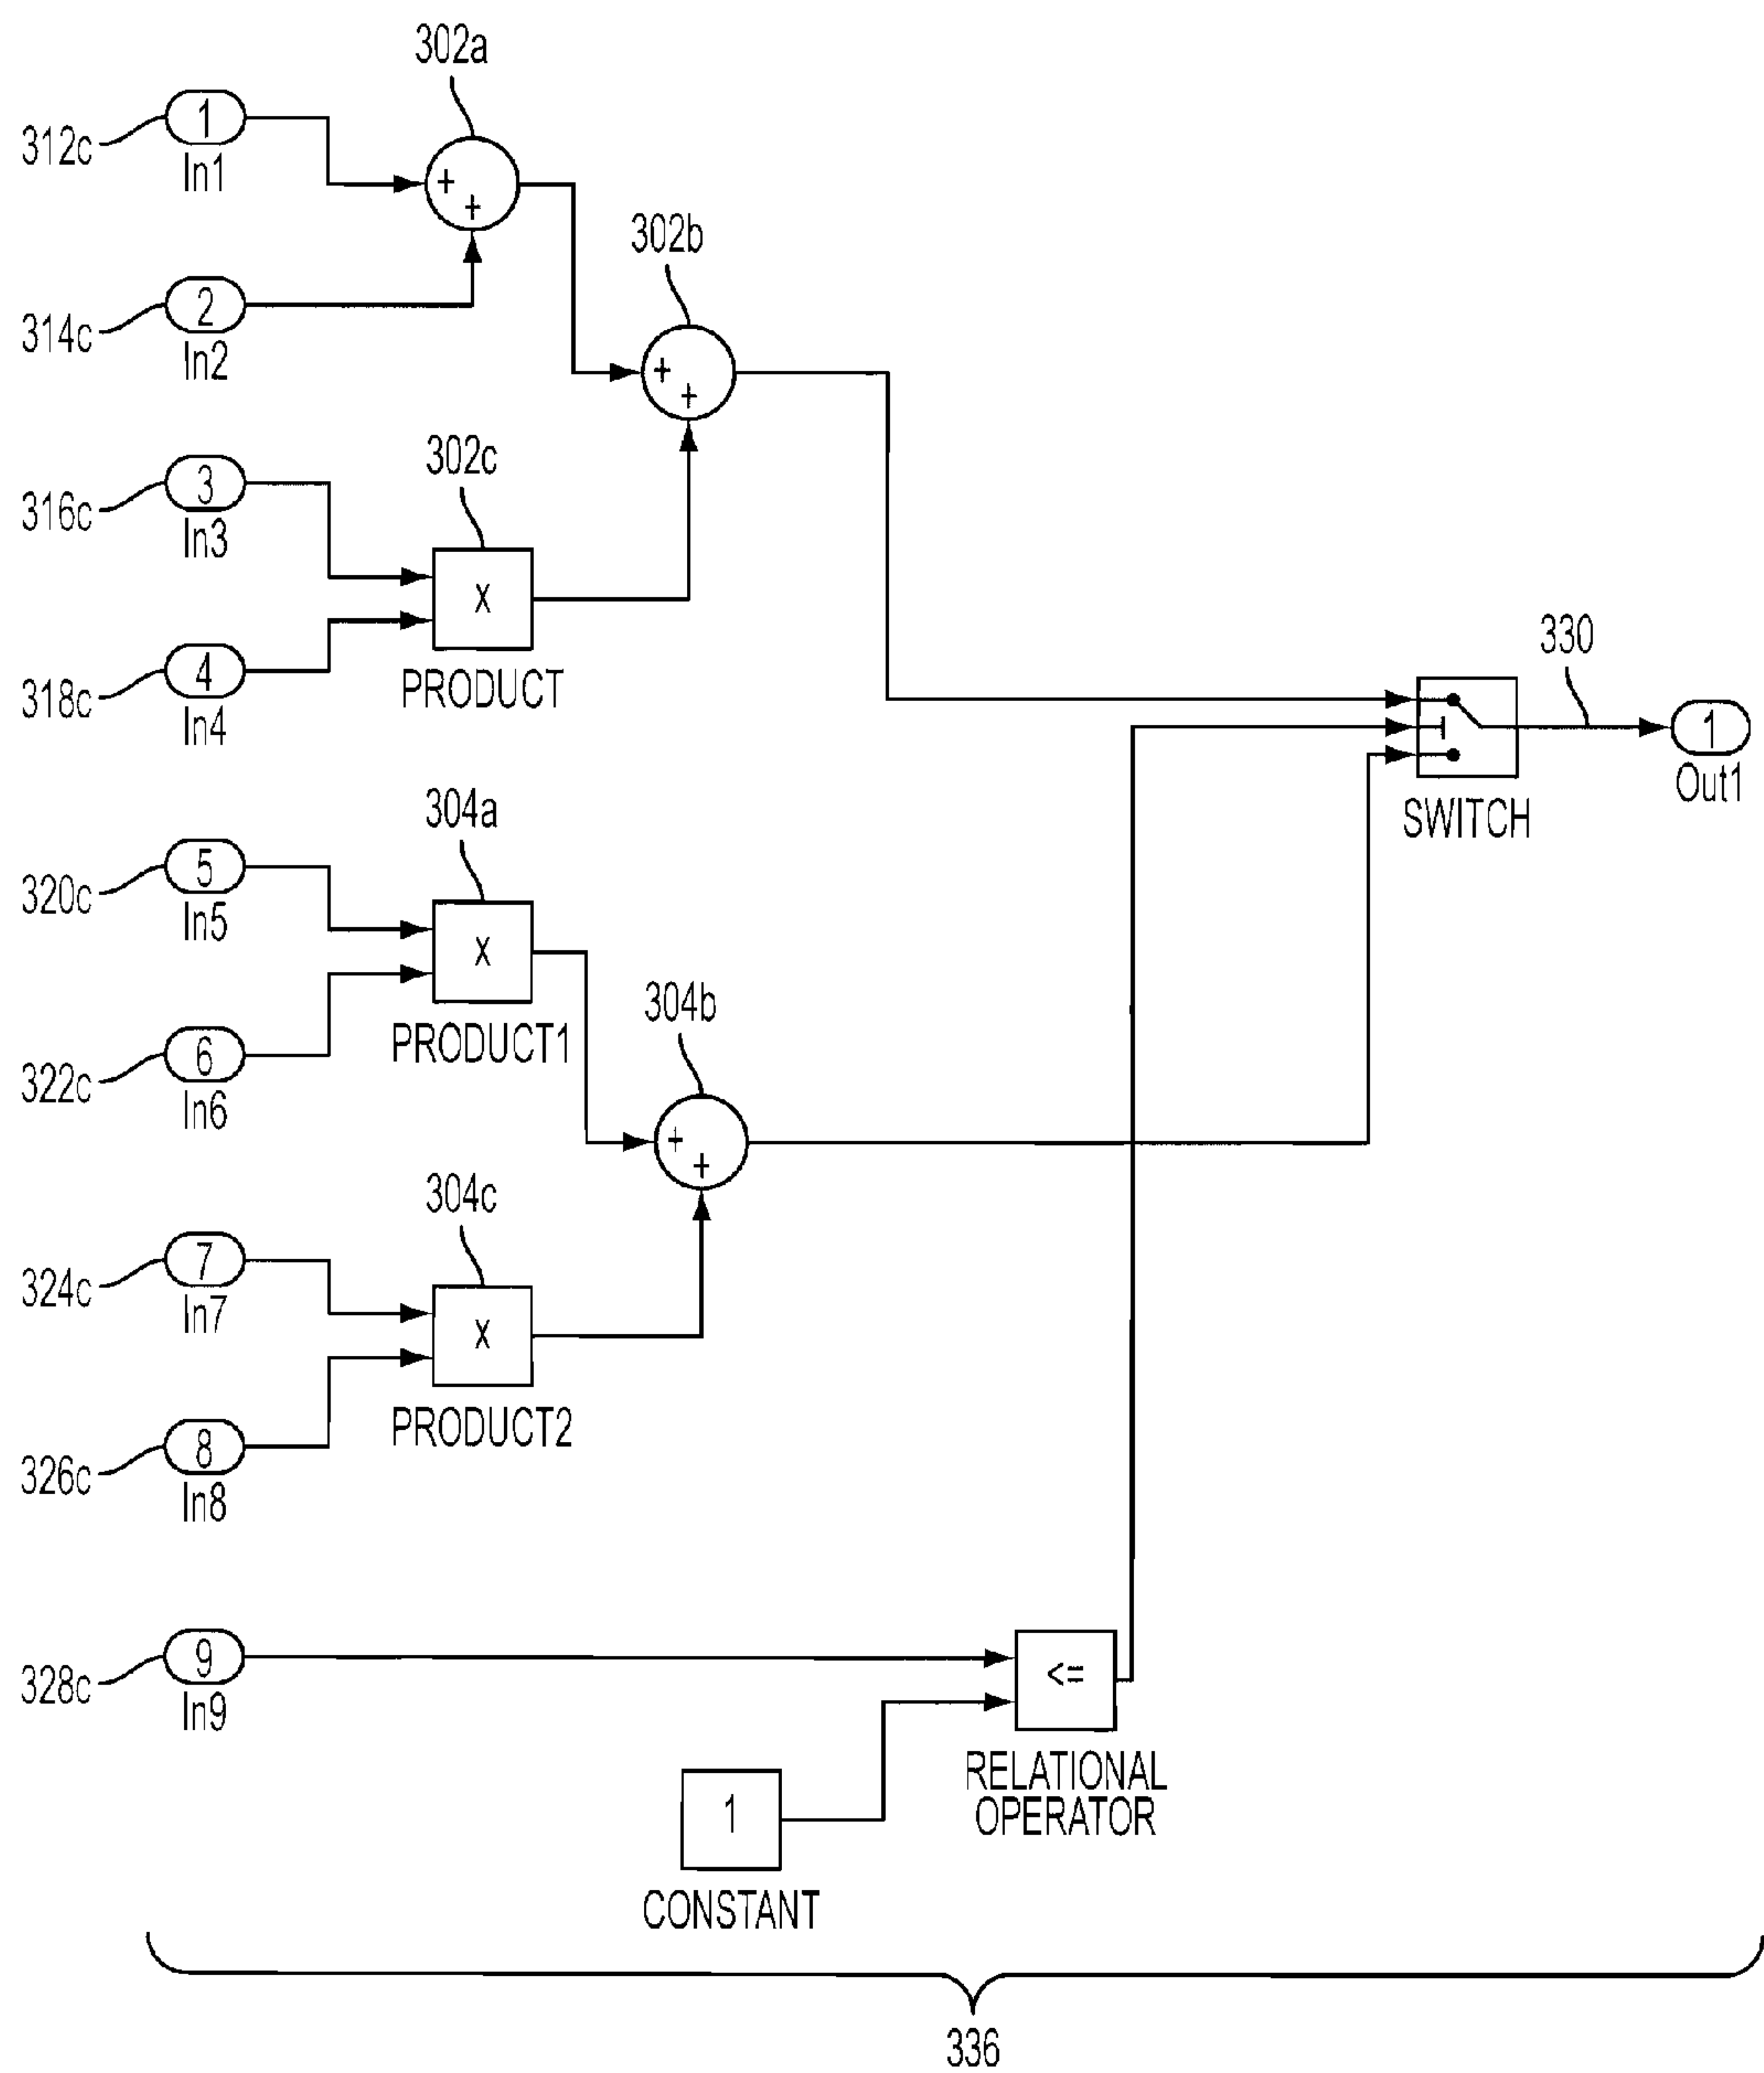 302a
1
312c
In1
+
+
302b
2
314c
In2
+
+
302c
3
316c
In3
X
330
4
318c
In4
PRODUCT
1
Out1
SWITCH
304a
5
320c
In5
X
304b
PRODUCT1
6
322c
In6
+
+
304c
7
324c
In7
X
PRODUCT2
8
326c
In8
9
328c
In9
<=
RELATIONAL
OPERATOR
1
CONSTANT
336